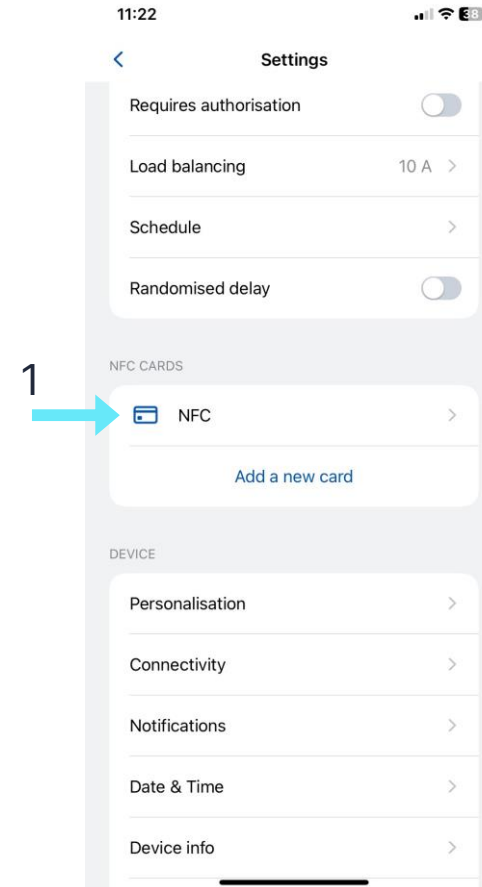 11:22
38
Settings
Requires authorisation
Load balancing 10 A
Schedule
Randomised delay
NFC CARDS
1
NFC
Add a new card
DEVICE
Personalisation
Connectivity
Notifications
Date & Time
Device info